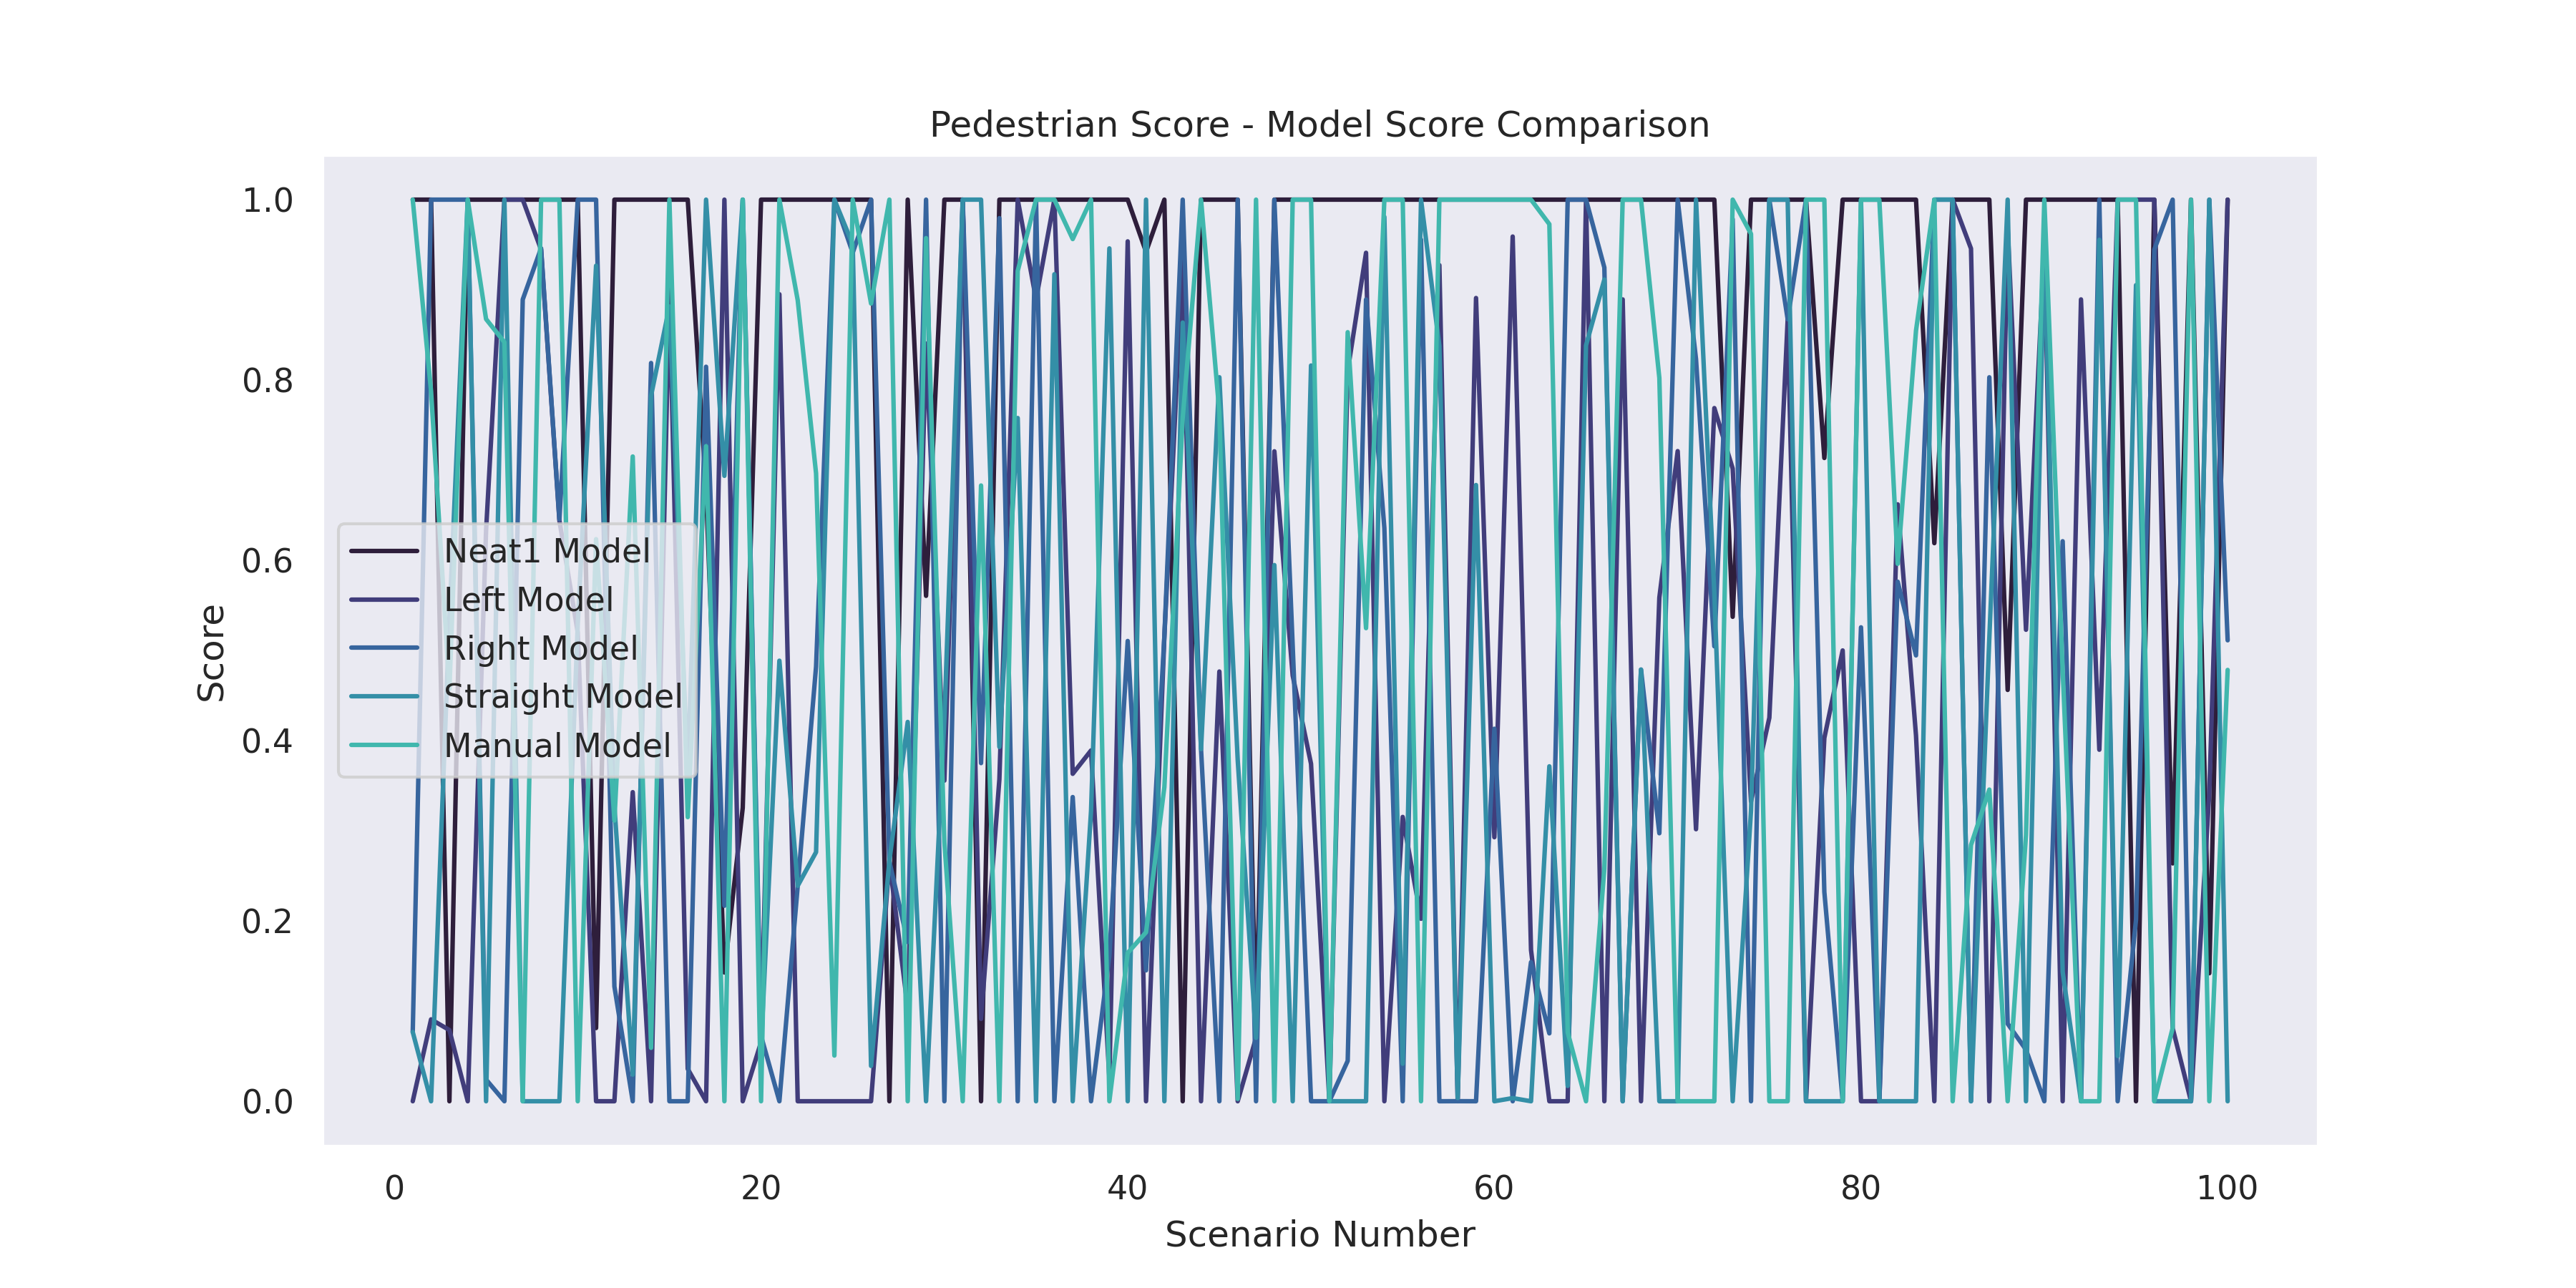 Pedestrian Score - Model Score Comparison
1.0
0.8
0.6
0.4
0.2
0.0
Score
Neat1 Model
Left Model
Right Model
Straight Model
Manual Model
0 20 40 60 80 100
Scenario Number